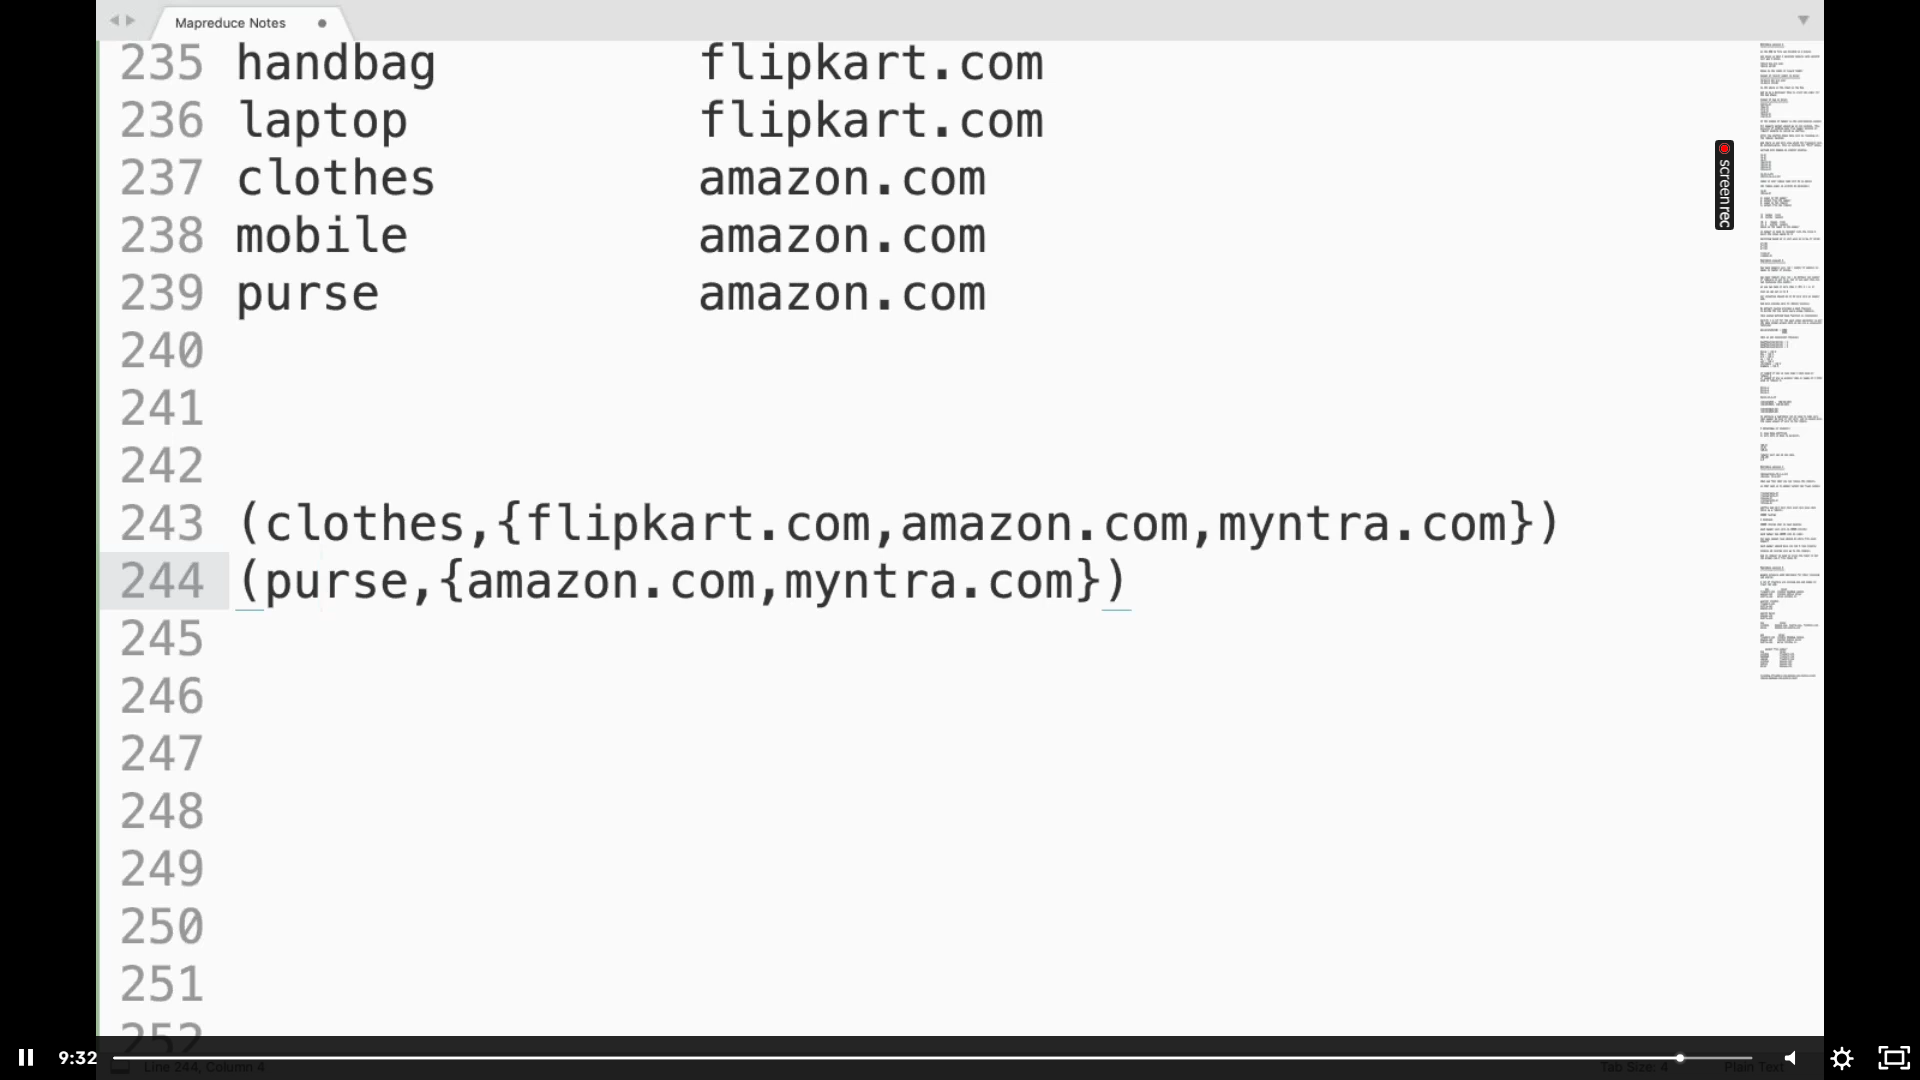 Mapreduce Notes
235 handbag flipkart.com
236 laptop flipkart.com
237 clothes amazon.com
238 mobile amazon.com
239 purse amazon.com
240
241
242
243 (clothes,{flipkart.com,amazon.com,myntra.com})
244 (purse,{amazon.com,myntra.com})
245
246
247
248
249
250
251
252
screenrec
9:32
Line 244, Column 4
Tab Size: 4
Plain Text